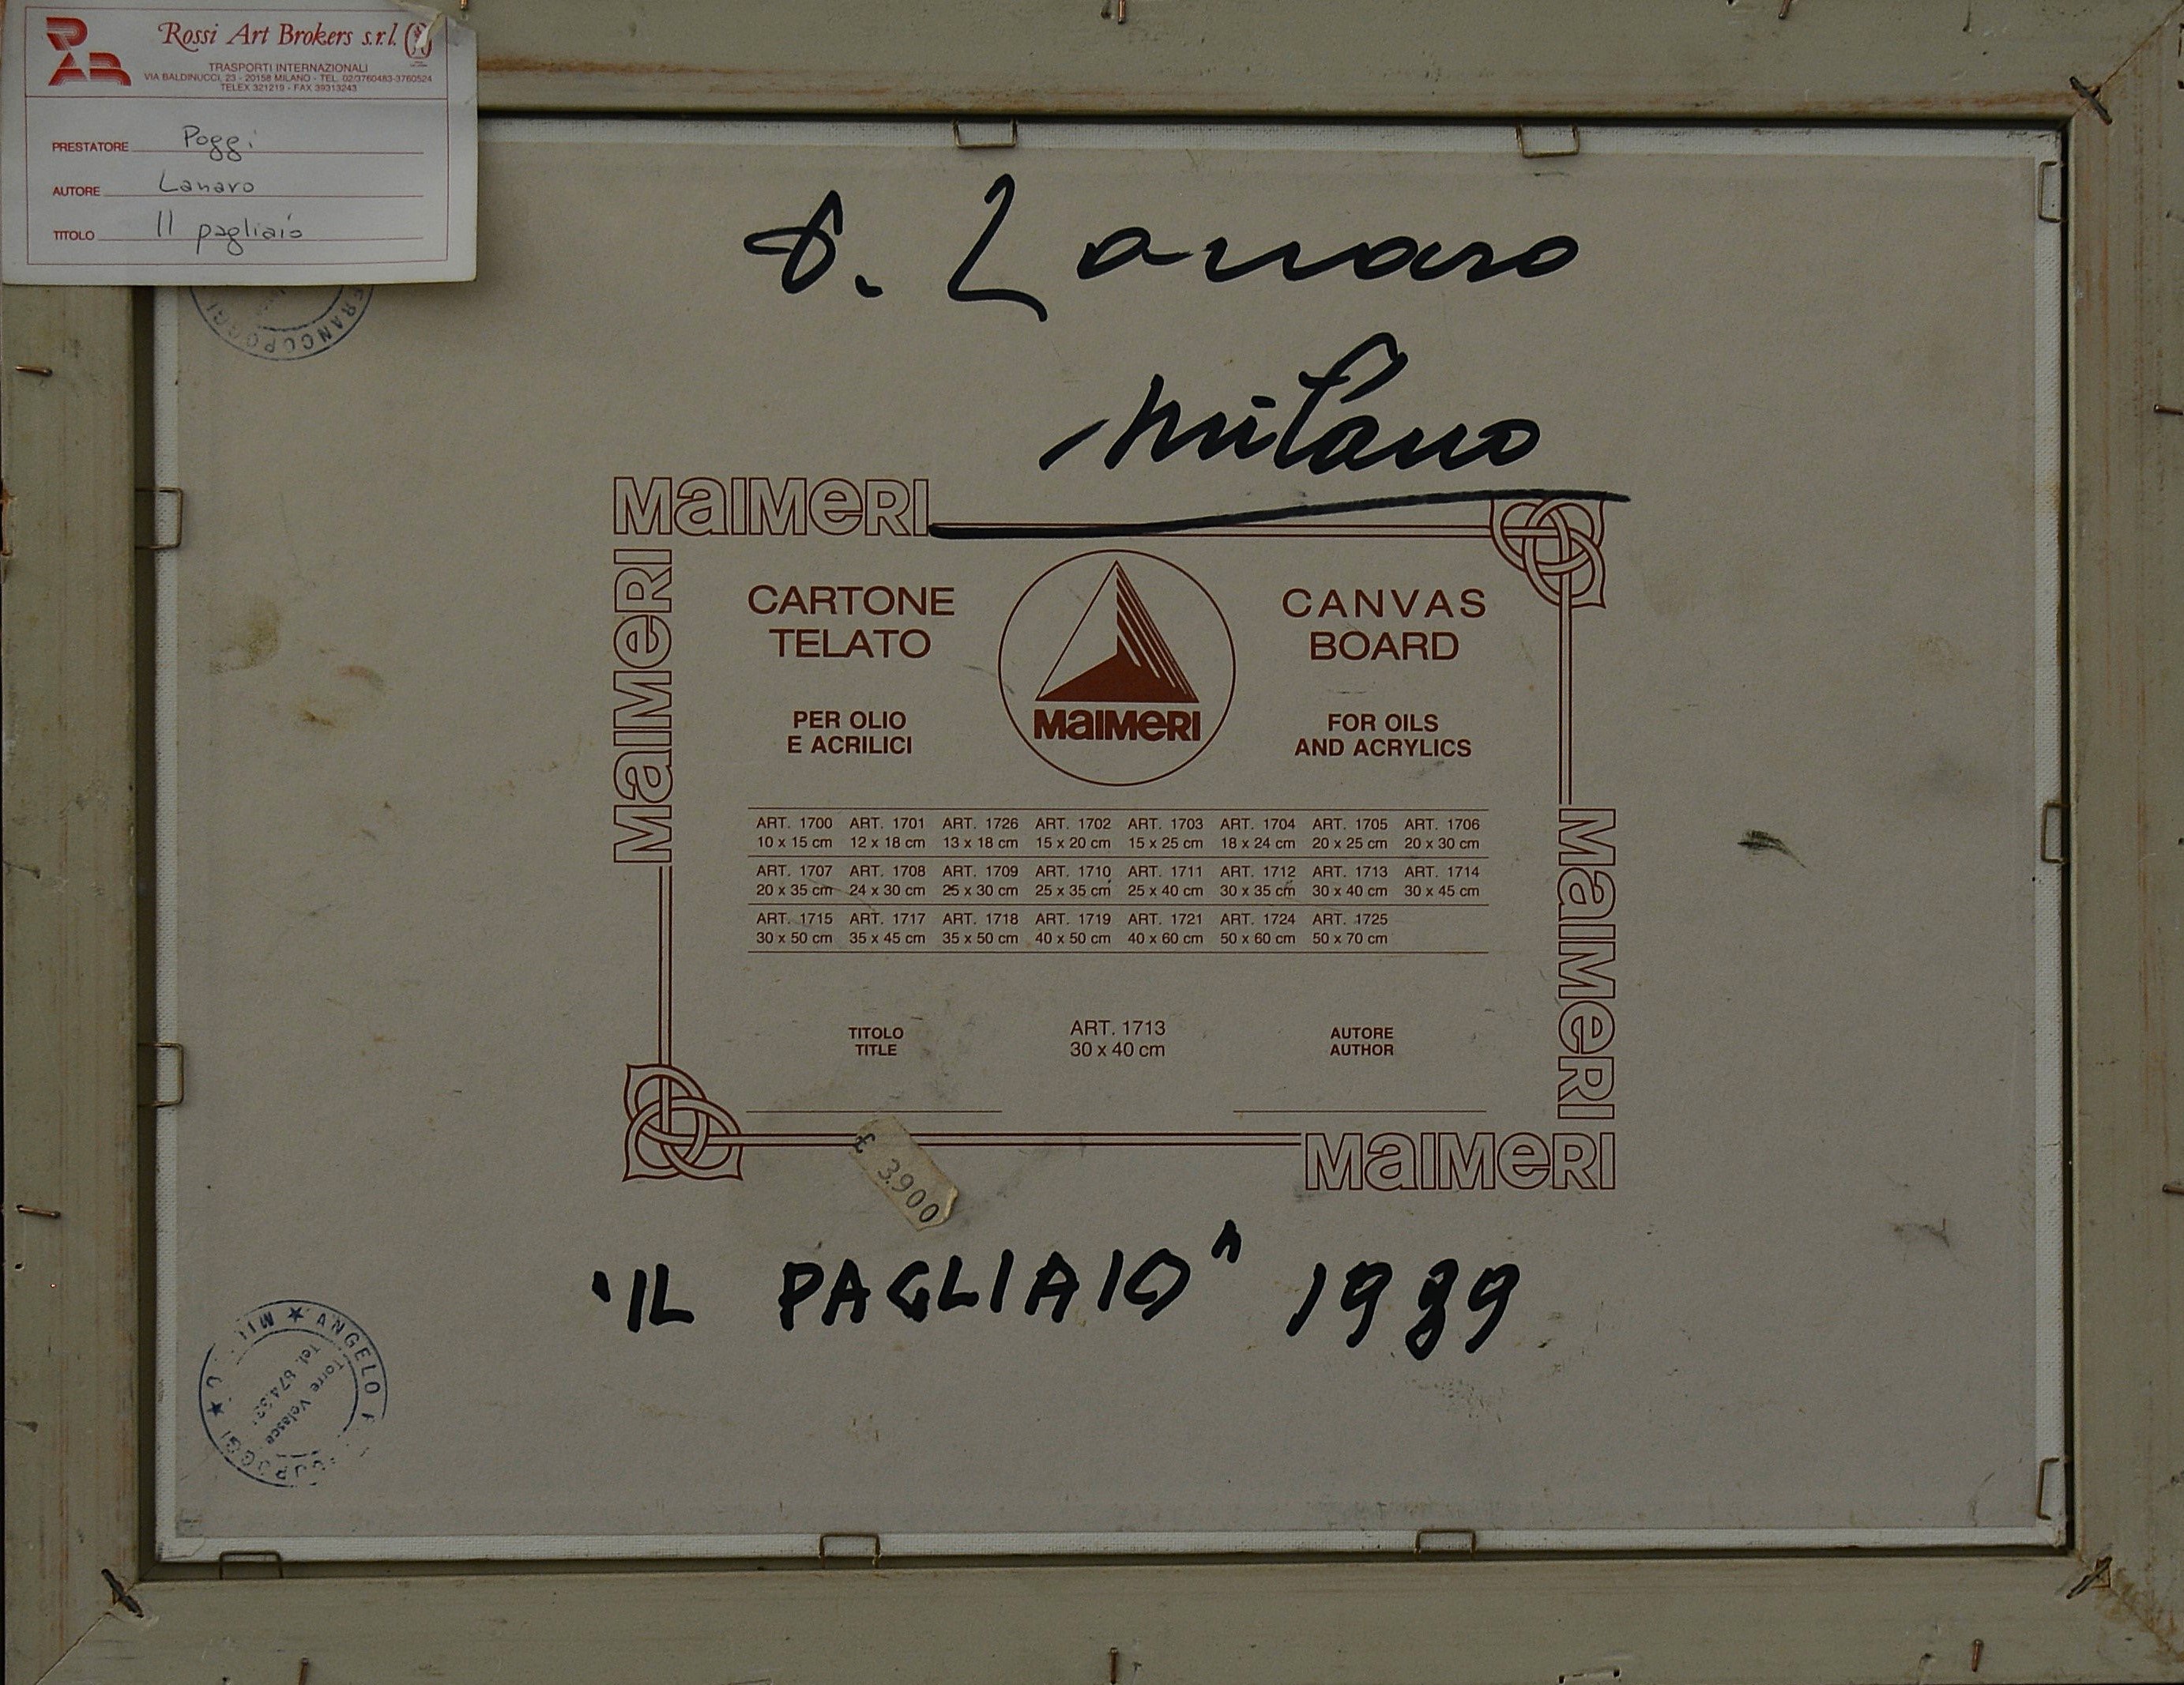 Rossi Art Brokers s.r.l.
TRASPORTI INTERNAZIONALI
VIA BALDINUCCI, 23 - 20158 MILANO - TEL. 02/3760483-3760524
TELEX 321219 - FAX 39313243
PRESTATORE Poggi
AUTORE Lanaro
TITOLO Il pagliaio
FRANCOPOGGI
Lanaro
Milano
MAIMERI
MAIMERI
CARTONE TELATO
PER OLIO
E ACRILICI
MAIMERI
CANVAS BOARD
FOR OILS
AND ACRYLICS
ART. 1700 ART. 1701 ART. 1726 ART. 1702 ART. 1703 ART. 1704 ART. 1705 ART. 1706
10 x 15 cm 12 x 18 cm 13 x 18 cm 15 x 20 cm 15 x 25 cm 18 x 24 cm 20 x 25 cm 20 x 30 cm
ART. 1707 ART. 1708 ART. 1709 ART. 1710 ART. 1711 ART. 1712 ART. 1713 ART. 1714
20 x 35 cm 24 x 30 cm 25 x 30 cm 25 x 35 cm 25 x 40 cm 30 x 35 cm 30 x 40 cm 30 x 45 cm
ART. 1715 ART. 1717 ART. 1718 ART. 1719 ART. 1721 ART. 1724 ART. 1725
30 x 50 cm 35 x 45 cm 35 x 50 cm 40 x 50 cm 40 x 60 cm 50 x 60 cm 50 x 70 cm
MAIMERI
TITOLO
TITLE
ART. 1713
30 x 40 cm
AUTORE
AUTHOR
MAIMERI
£ 3.900
"IL PAGLIAIO" 1989
ANGELO
Torre Velasca
Tel.